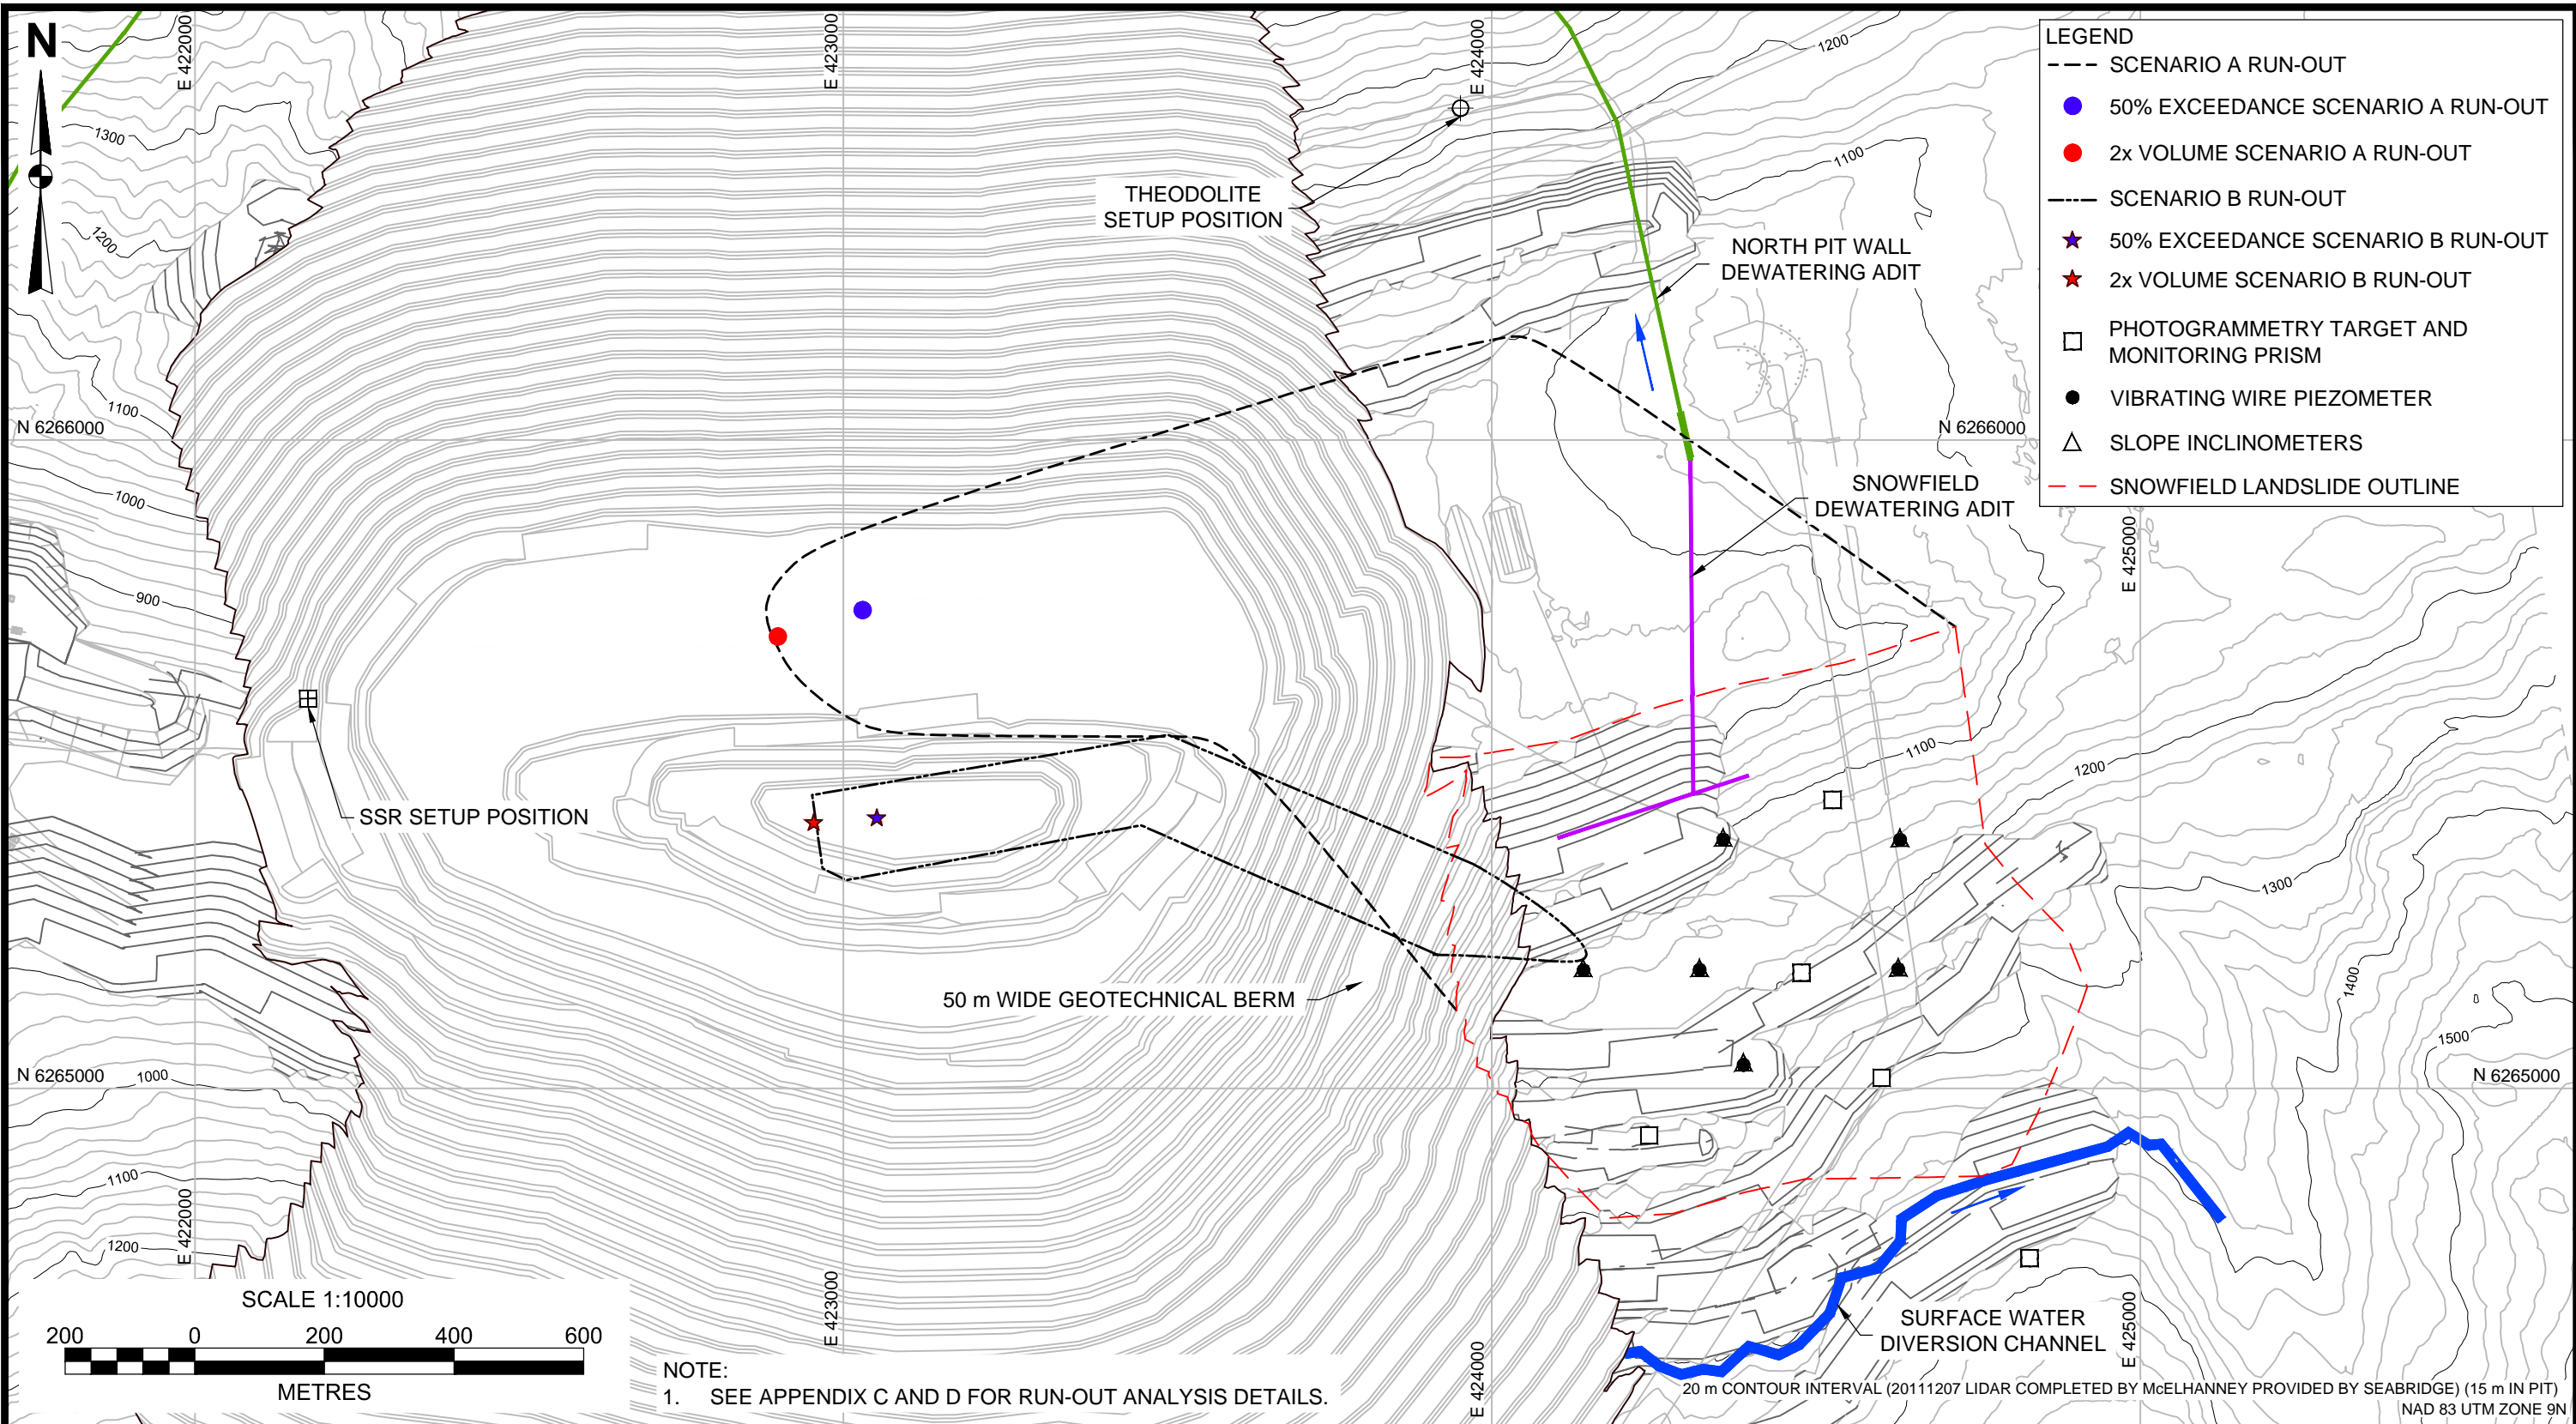 N
E 422000
E 423000
E 424000
1200
1300
1200
1100
THEODOLITE
SETUP POSITION
NORTH PIT WALL
DEWATERING ADIT
LEGEND
SCENARIO A RUN-OUT
50% EXCEEDANCE SCENARIO A RUN-OUT
2x VOLUME SCENARIO A RUN-OUT
SCENARIO B RUN-OUT
50% EXCEEDANCE SCENARIO B RUN-OUT
2x VOLUME SCENARIO B RUN-OUT
PHOTOGRAMMETRY TARGET AND
MONITORING PRISM
VIBRATING WIRE PIEZOMETER
SLOPE INCLINOMETERS
SNOWFIELD LANDSLIDE OUTLINE
1100
N 6266000
N 6266000
1000
SNOWFIELD
DEWATERING ADIT
E 425000
900
1100
1200
SSR SETUP POSITION
1300
1400
50 m WIDE GEOTECHNICAL BERM
1500
N 6265000
1000
N 6265000
1100
E 422000
1200
E 423000
E 424000
E 425000
SURFACE WATER
DIVERSION CHANNEL
SCALE 1:10000
200 0 200 400 600
METRES
NOTE:
1. SEE APPENDIX C AND D FOR RUN-OUT ANALYSIS DETAILS.
20 m CONTOUR INTERVAL (20111207 LIDAR COMPLETED BY McELHANNEY PROVIDED BY SEABRIDGE) (15 m IN PIT)
NAD 83 UTM ZONE 9N